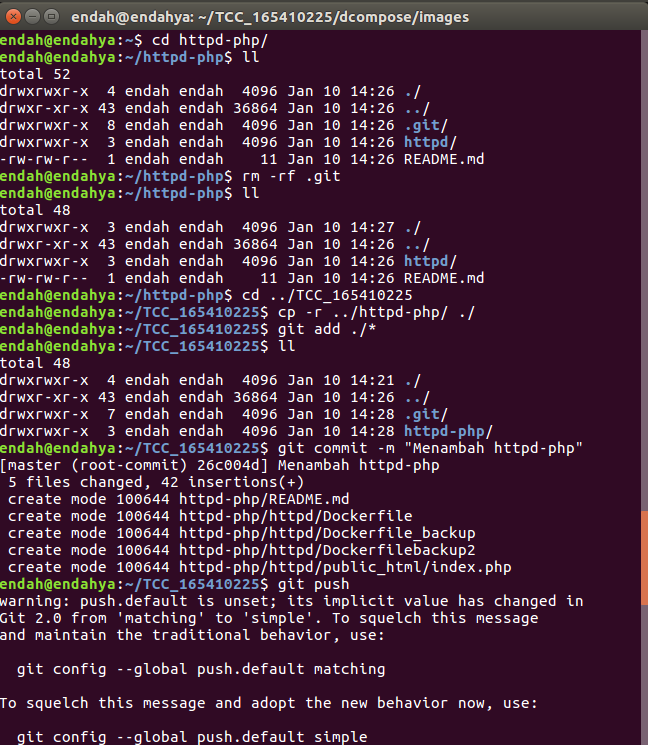 endah@endahya: ~/TCC_165410225/dcompose/images
endah@endahya:~$ cd httpd-php/
endah@endahya:~/httpd-php$ ll
total 52
drwxrwxr-x  4 endah endah  4096 Jan 10 14:26 ./
drwxr-xr-x 43 endah endah 36864 Jan 10 14:26 ../
drwxrwxr-x  8 endah endah  4096 Jan 10 14:26 .git/
drwxrwxr-x  3 endah endah  4096 Jan 10 14:26 httpd/
-rw-rw-r--  1 endah endah    11 Jan 10 14:26 README.md
endah@endahya:~/httpd-php$ rm -rf .git
endah@endahya:~/httpd-php$ ll
total 48
drwxrwxr-x  3 endah endah  4096 Jan 10 14:27 ./
drwxr-xr-x 43 endah endah 36864 Jan 10 14:26 ../
drwxrwxr-x  3 endah endah  4096 Jan 10 14:26 httpd/
-rw-rw-r--  1 endah endah    11 Jan 10 14:26 README.md
endah@endahya:~/httpd-php$ cd ../TCC_165410225
endah@endahya:~/TCC_165410225$ cp -r ../httpd-php/ ./
endah@endahya:~/TCC_165410225$ git add ./*
endah@endahya:~/TCC_165410225$ ll
total 48
drwxrwxr-x  4 endah endah  4096 Jan 10 14:21 ./
drwxr-xr-x 43 endah endah 36864 Jan 10 14:26 ../
drwxrwxr-x  7 endah endah  4096 Jan 10 14:28 .git/
drwxrwxr-x  3 endah endah  4096 Jan 10 14:28 httpd-php/
endah@endahya:~/TCC_165410225$ git commit -m "Menambah httpd-php"
[master (root-commit) 26c004d] Menambah httpd-php
 5 files changed, 42 insertions(+)
 create mode 100644 httpd-php/README.md
 create mode 100644 httpd-php/httpd/Dockerfile
 create mode 100644 httpd-php/httpd/Dockerfile_backup
 create mode 100644 httpd-php/httpd/Dockerfilebackup2
 create mode 100644 httpd-php/httpd/public_html/index.php
endah@endahya:~/TCC_165410225$ git push
warning: push.default is unset; its implicit value has changed in
Git 2.0 from 'matching' to 'simple'. To squelch this message
and maintain the traditional behavior, use:
  git config --global push.default matching
To squelch this message and adopt the new behavior now, use:
  git config --global push.default simple